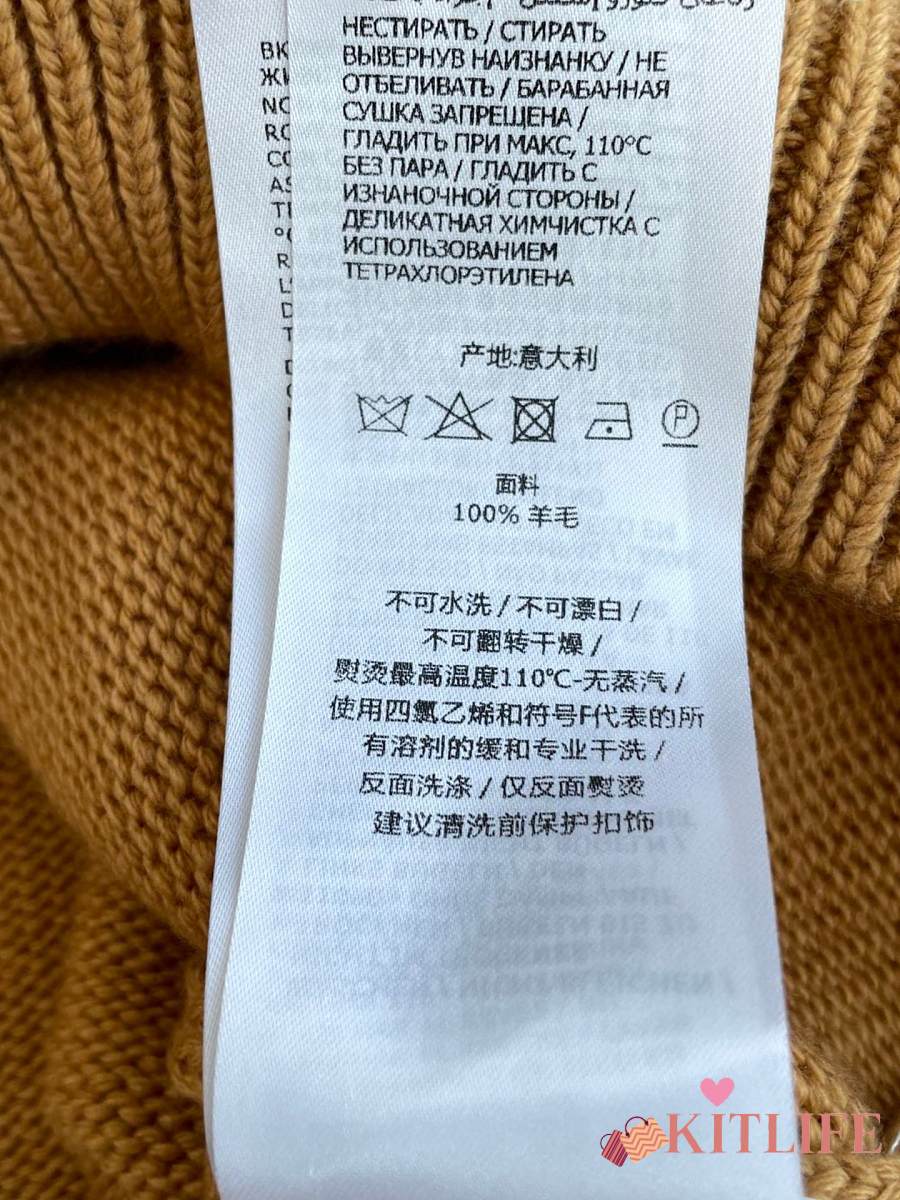 НЕСТИРАТЬ / СТИРАТЬ
ВЫВЕРНУВ НАИЗНАНКУ / НЕ
ОТБЕЛИВАТЬ / БАРАБАННАЯ
СУШКА ЗАПРЕЩЕНА /
ГЛАДИТЬ ПРИ МАКС, 110°C
БЕЗ ПАРА / ГЛАДИТЬ С
ИЗНАНОЧНОЙ СТОРОНЫ /
ДЕЛИКАТНАЯ ХИМЧИСТКА С
ИСПОЛЬЗОВАНИЕМ
ТЕТРАХЛОРЭТИЛЕНА
产地:意大利
P
面料
100% 羊毛
不可水洗 / 不可漂白 /
不可翻转干燥 /
熨烫最高温度110℃-无蒸汽 /
使用四氯乙烯和符号F代表的所
有溶剂的缓和专业干洗 /
反面洗涤 / 仅反面熨烫
建议清洗前保护扣饰
KITLIFE